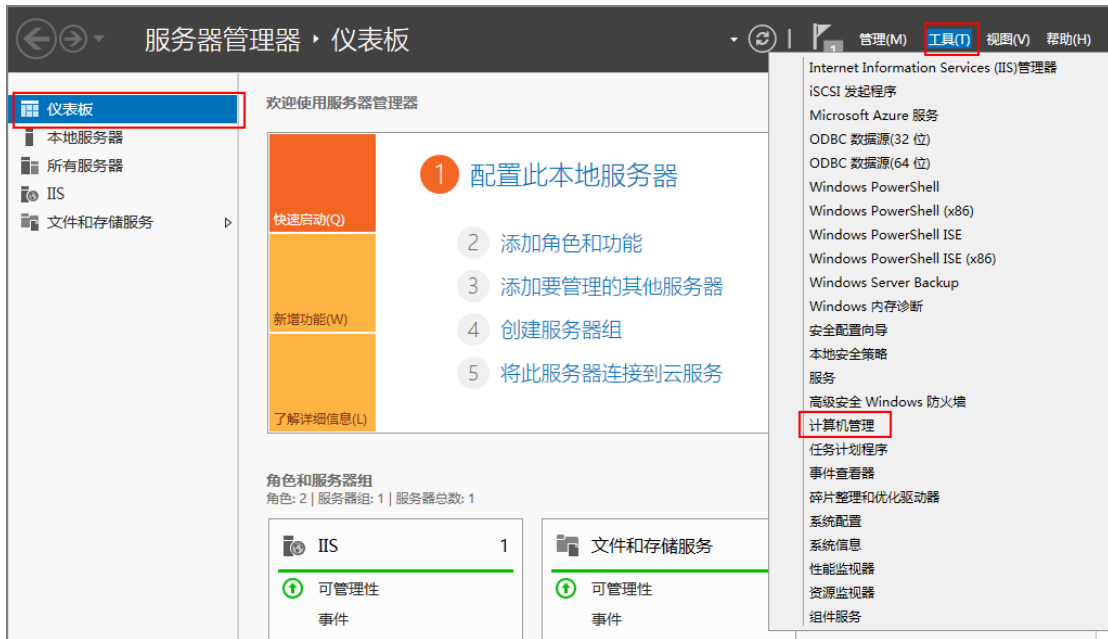 服务器管理器 · 仪表板
1
管理(M) 工具(T) 视图(V) 帮助(H)
仪表板
本地服务器
所有服务器
IIS
文件和存储服务
欢迎使用服务器管理器
快速启动(Q)
新增功能(W)
了解详细信息(L)
1 配置此本地服务器
2 添加角色和功能
3 添加要管理的其他服务器
4 创建服务器组
5 将此服务器连接到云服务
角色和服务器组
角色: 2 | 服务器组: 1 | 服务器总数: 1
IIS 1
可管理性
事件
文件和存储服务
可管理性
事件
Internet Information Services (IIS)管理器
iSCSI 发起程序
Microsoft Azure 服务
ODBC 数据源(32 位)
ODBC 数据源(64 位)
Windows PowerShell
Windows PowerShell (x86)
Windows PowerShell ISE
Windows PowerShell ISE (x86)
Windows Server Backup
Windows 内存诊断
安全配置向导
本地安全策略
服务
高级安全 Windows 防火墙
计算机管理
任务计划程序
事件查看器
碎片整理和优化驱动器
系统配置
系统信息
性能监视器
资源监视器
组件服务